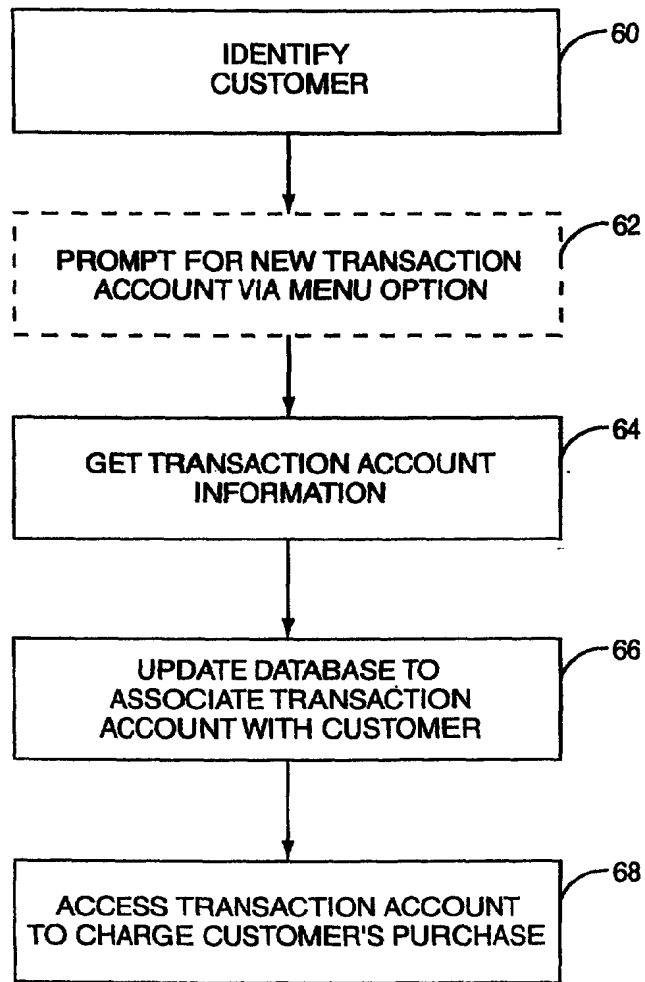 60
IDENTIFY
CUSTOMER
62
PROMPT FOR NEW TRANSACTION
ACCOUNT VIA MENU OPTION
64
GET TRANSACTION ACCOUNT
INFORMATION
66
UPDATE DATABASE TO
ASSOCIATE TRANSACTION
ACCOUNT WITH CUSTOMER
68
ACCESS TRANSACTION ACCOUNT
TO CHARGE CUSTOMER'S PURCHASE